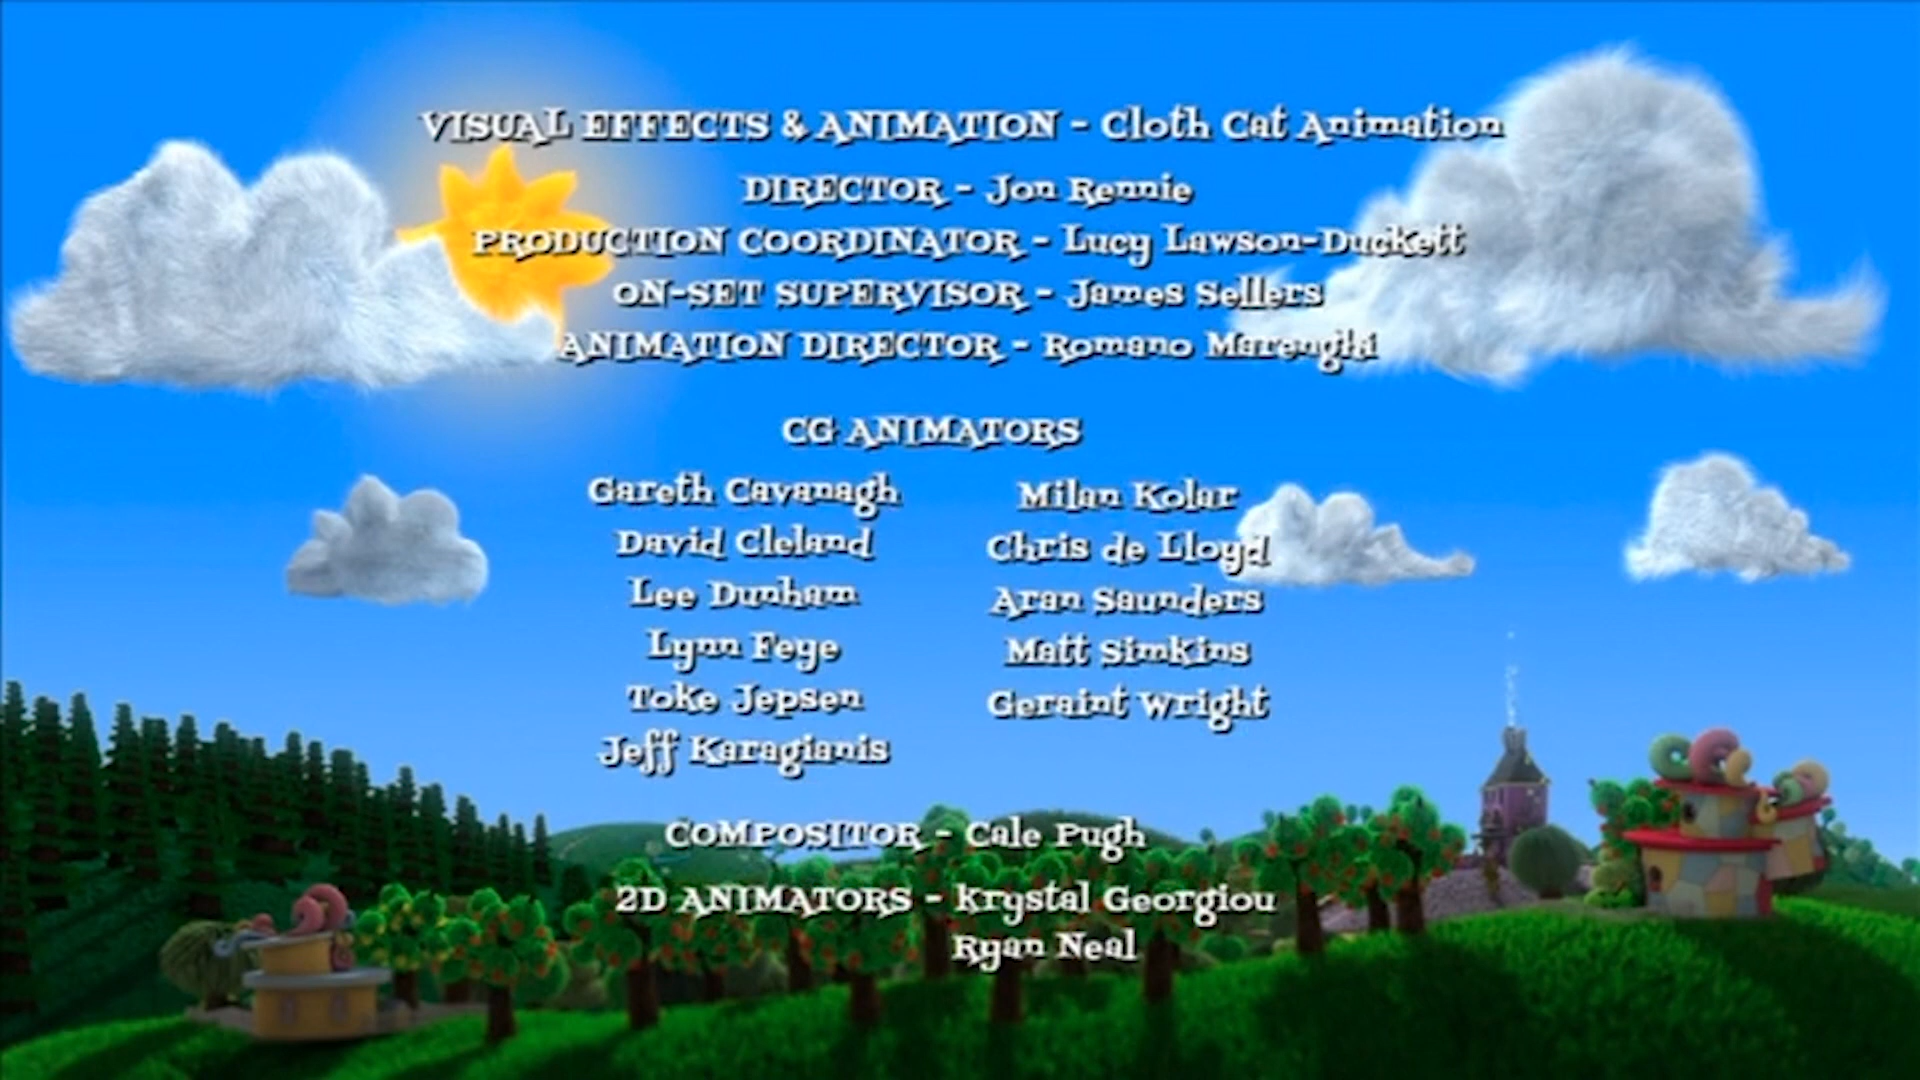 VISUAL EFFECTS & ANIMATION - Cloth Cat Animation
DIRECTOR - Jon Rennie
PRODUCTION COORDINATOR - Lucy Lawson-Duckett
ON-SET SUPERVISOR - James Sellers
ANIMATION DIRECTOR - Romano Marenghi
CG ANIMATORS
Gareth Cavanagh
David Cleland
Lee Dunham
Lynn Feye
Toke Jepsen
Jeff Karagianis
Milan Kolar
Chris de Lloyd
Aran Saunders
Matt Simkins
Geraint Wright
COMPOSITOR - Cale Pugh
2D ANIMATORS - Krystal Georgiou
Ryan Neal